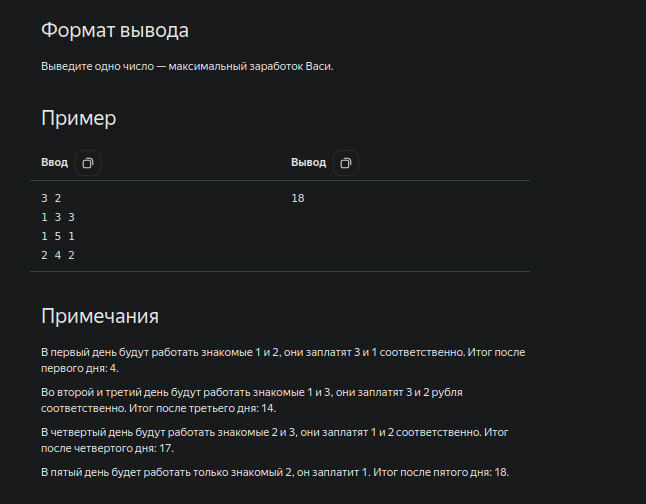 Формат вывода
Выведите одно число — максимальный заработок Васи.
Пример
Ввод Вывод
3 2 18
1 3 3
1 5 1
2 4 2
Примечания
В первый день будут работать знакомые 1 и 2, они заплатят 3 и 1 соответственно. Итог после
первого дня: 4.
Во второй и третий день будут работать знакомые 1 и 3, они заплатят 3 и 2 рубля
соответственно. Итог после третьего дня: 14.
В четвертый день будут работать знакомые 2 и 3, они заплатят 1 и 2 соответственно. Итог
после четвертого дня: 17.
В пятый день будет работать только знакомый 2, он заплатит 1. Итог после пятого дня: 18.